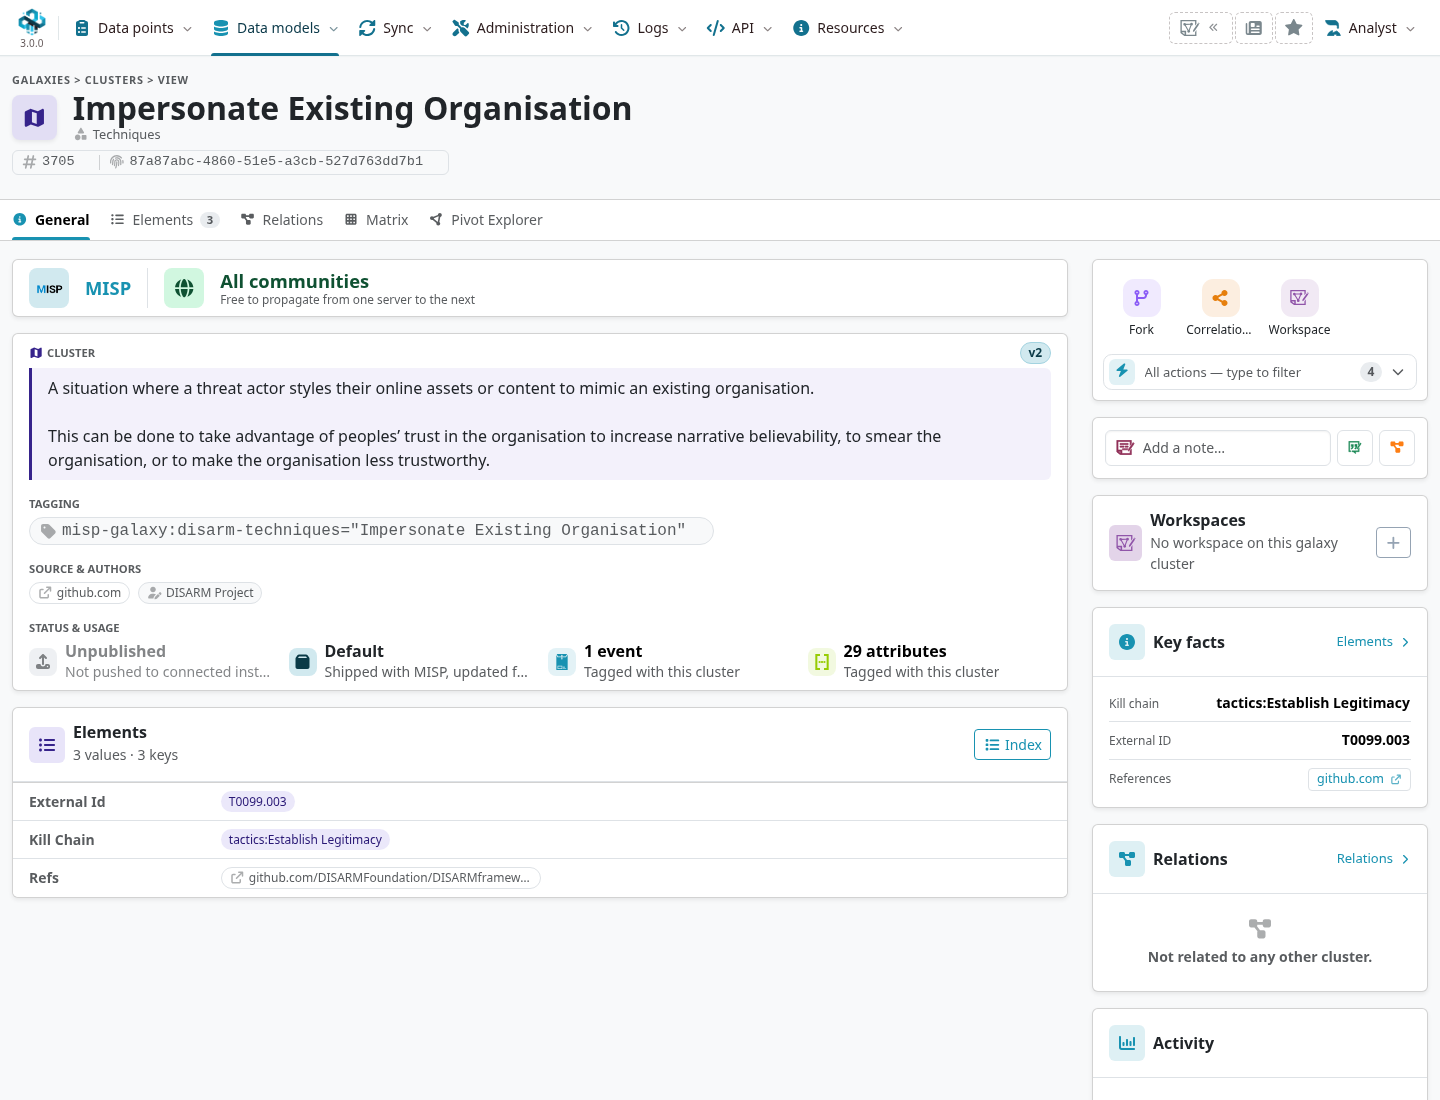 Data points
Data models
Sync
Administration
Logs
API
Resources
Analyst
3.0.0
GALAXIES > CLUSTERS > VIEW
Impersonate Existing Organisation
Techniques
3705
87a87abc-4860-51e5-a3cb-527d763dd7b1
General
Elements 3
Relations
Matrix
Pivot Explorer
MISP
MISP
All communities
Free to propagate from one server to the next
CLUSTER
v2
A situation where a threat actor styles their online assets or content to mimic an existing organisation.
This can be done to take advantage of peoples’ trust in the organisation to increase narrative believability, to smear the
organisation, or to make the organisation less trustworthy.
TAGGING
misp-galaxy:disarm-techniques="Impersonate Existing Organisation"
SOURCE & AUTHORS
github.com
DISARM Project
STATUS & USAGE
Unpublished
Not pushed to connected inst...
Default
Shipped with MISP, updated f...
1 event
Tagged with this cluster
29 attributes
Tagged with this cluster
Elements
3 values · 3 keys
Index
External Id
T0099.003
Kill Chain
tactics:Establish Legitimacy
Refs
github.com/DISARMFoundation/DISARMframew...
Fork
Correlatio...
Workspace
All actions — type to filter
4
Add a note...
Workspaces
No workspace on this galaxy
cluster
Key facts
Elements
Kill chain
tactics:Establish Legitimacy
External ID
T0099.003
References
github.com
Relations
Relations
Not related to any other cluster.
Activity